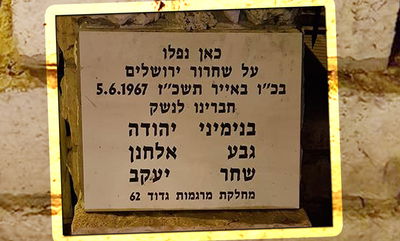 כאן נפלו
על שחרור ירושלים
בכ"ו באייר תשכ"ז 5.6.1967
חברינו לנשק
בנימיני יהודה
גבע אלחנן
שחר יעקב
מחלקת מרגמות גדוד 62